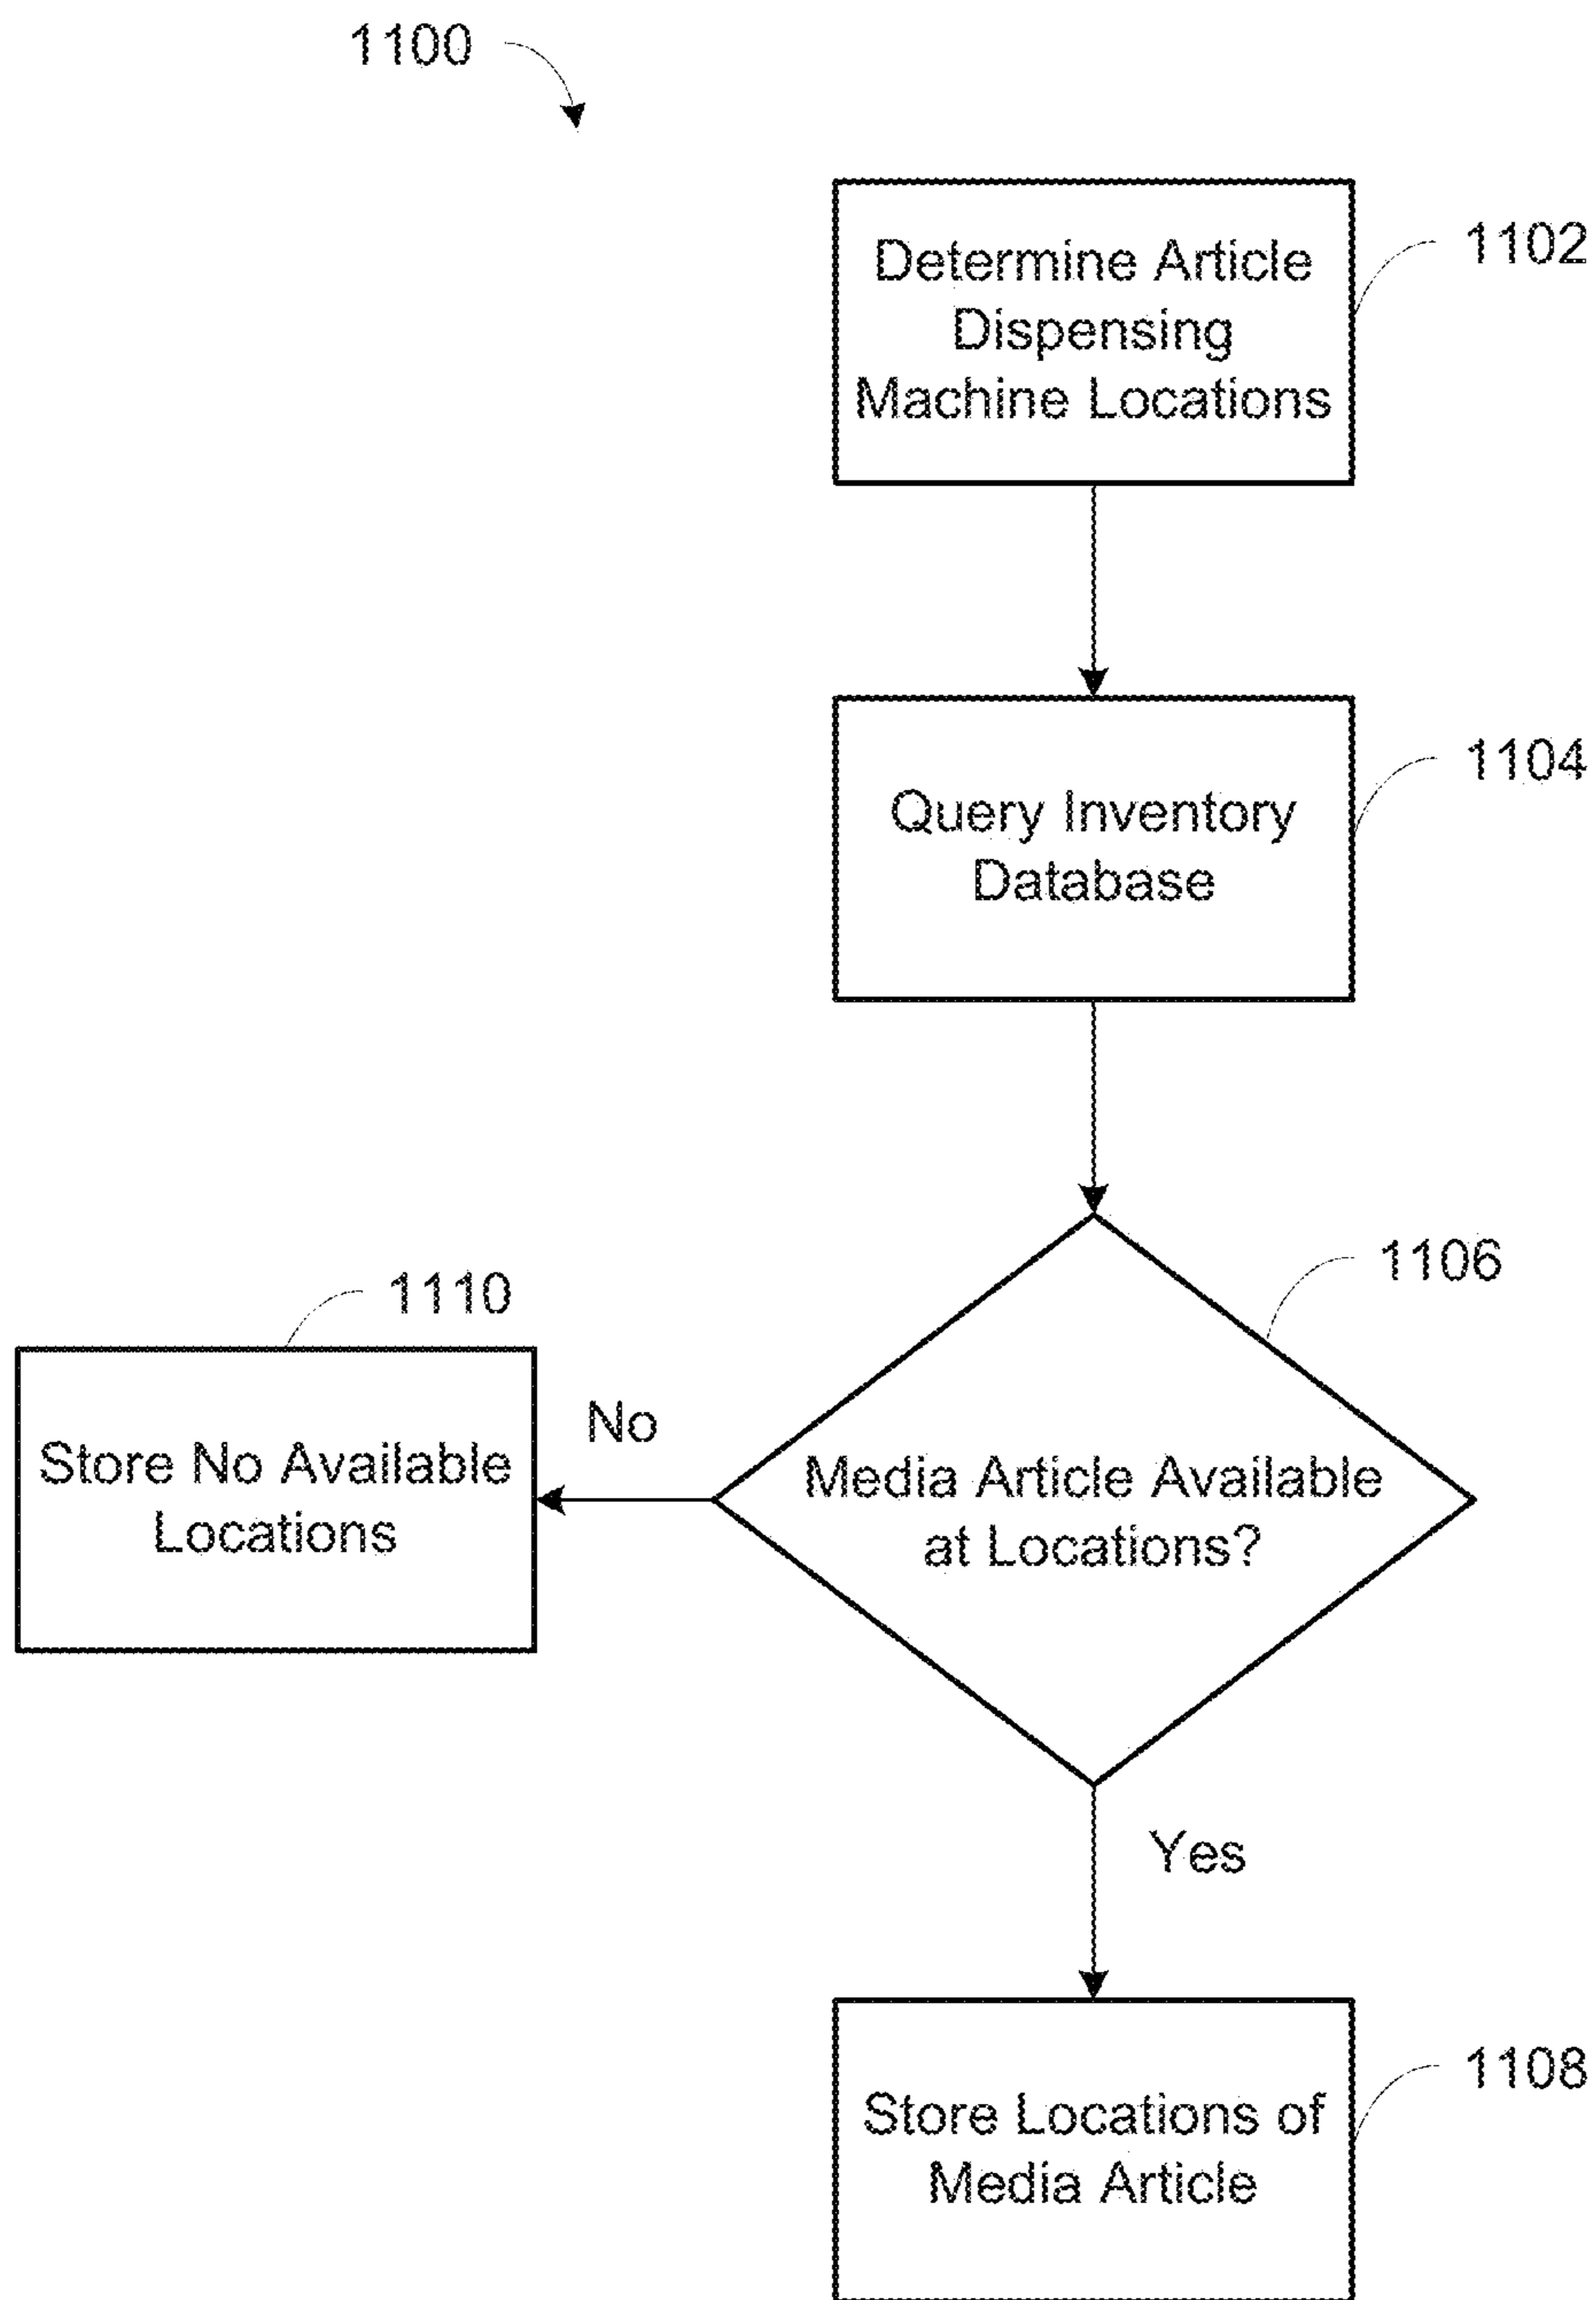 1100
Determine Article
Dispensing
Machine Locations
1102
Query Inventory
Database
1104
1106
Media Article Available
at Locations?
No
1110
Store No Available
Locations
Yes
Store Locations of
Media Article
1108